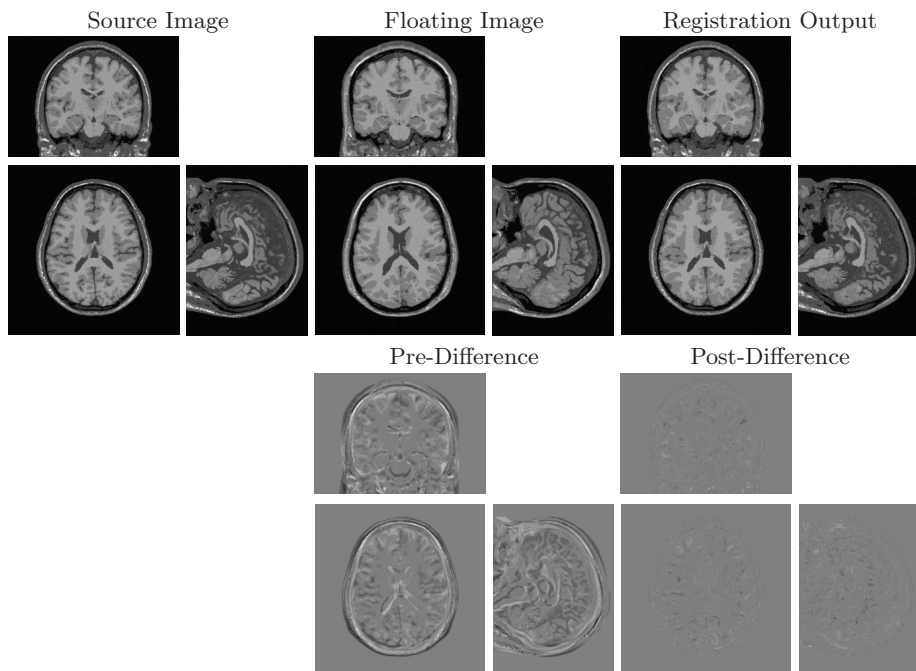 Source Image
Floating Image
Registration Output
Pre-Difference
Post-Difference